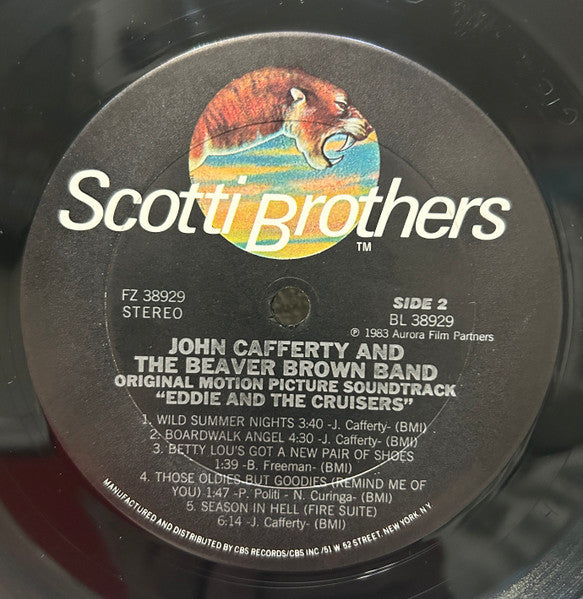 Scotti Brothers
TM
FZ 38929
STEREO
SIDE 2
BL 38929
℗ 1983 Aurora Film Partners
JOHN CAFFERTY AND
THE BEAVER BROWN BAND
ORIGINAL MOTION PICTURE SOUNDTRACK
"EDDIE AND THE CRUISERS"
1. WILD SUMMER NIGHTS 3:40 -J. Cafferty- (BMI)
2. BOARDWALK ANGEL 4:30 -J. Cafferty- (BMI)
3. BETTY LOU'S GOT A NEW PAIR OF SHOES
1:39 -B. Freeman- (BMI)
4. THOSE OLDIES BUT GOODIES (REMIND ME OF
YOU) 1:47 -P. Politi - N. Curinga- (BMI)
5. SEASON IN HELL (FIRE SUITE)
6:14 -J. Cafferty- (BMI)
MANUFACTURED AND DISTRIBUTED BY CBS RECORDS/CBS INC./51 W 52 STREET, NEW YORK, N.Y.